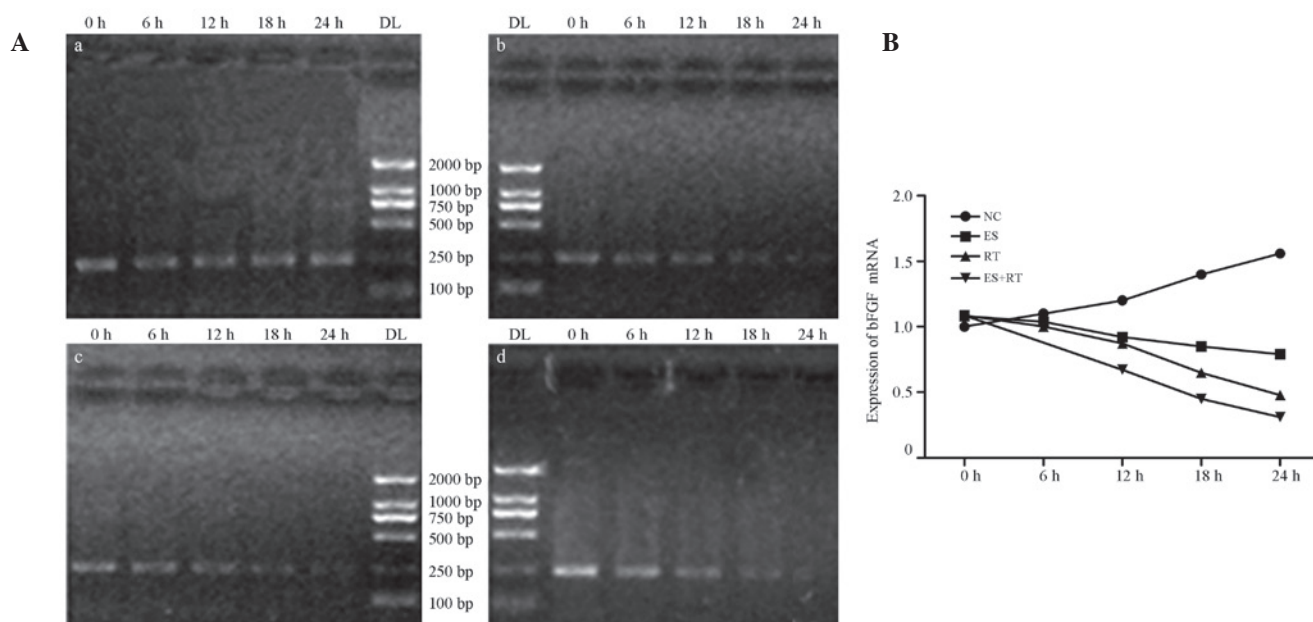 A
0 h 6 h 12 h 18 h 24 h DL
a
2000 bp
1000 bp
750 bp
500 bp
250 bp
100 bp
DL 0 h 6 h 12 h 18 h 24 h
b
0 h 6 h 12 h 18 h 24 h DL
c
2000 bp
1000 bp
750 bp
500 bp
250 bp
100 bp
DL 0 h 6 h 12 h 18 h 24 h
d
B
Expression of bFGF mRNA
2.0
1.5
1.0
0.5
0
NC
ES
RT
ES+RT
0 h 6 h 12 h 18 h 24 h